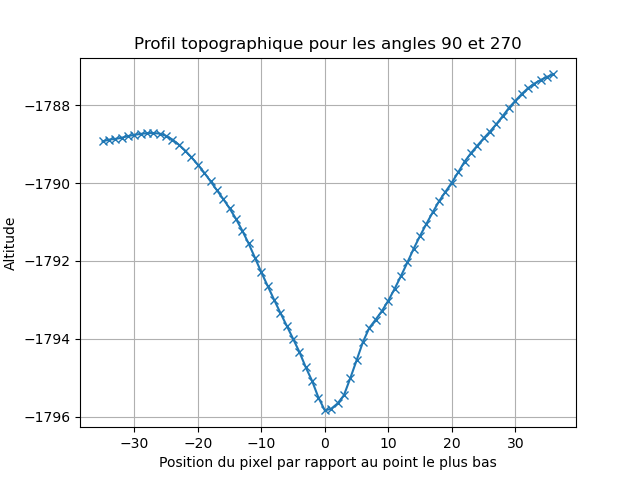 Profil topographique pour les angles 90 et 270
Altitude
−1788
−1790
−1792
−1794
−1796
−30 −20 −10 0 10 20 30
Position du pixel par rapport au point le plus bas